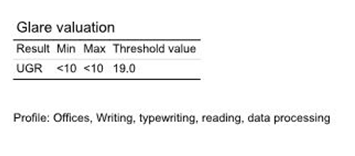 Glare valuation
Result Min Max Threshold value
UGR <10 <10 19.0
Profile: Offices, Writing, typewriting, reading, data processing